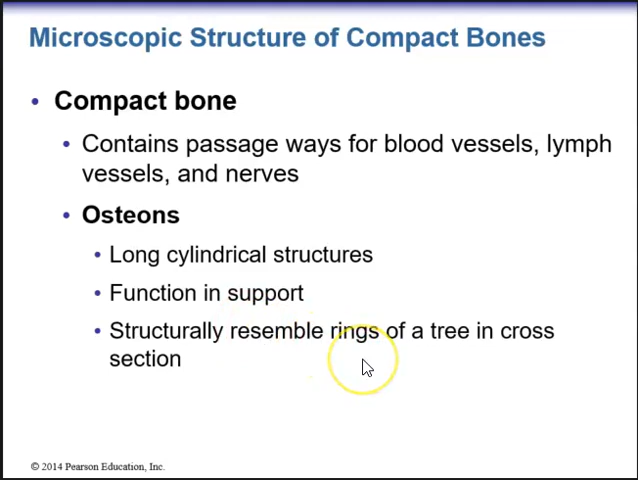 Microscopic Structure of Compact Bones
• Compact bone
• Contains passage ways for blood vessels, lymph
vessels, and nerves
• Osteons
• Long cylindrical structures
• Function in support
• Structurally resemble rings of a tree in cross
section
© 2014 Pearson Education, Inc.